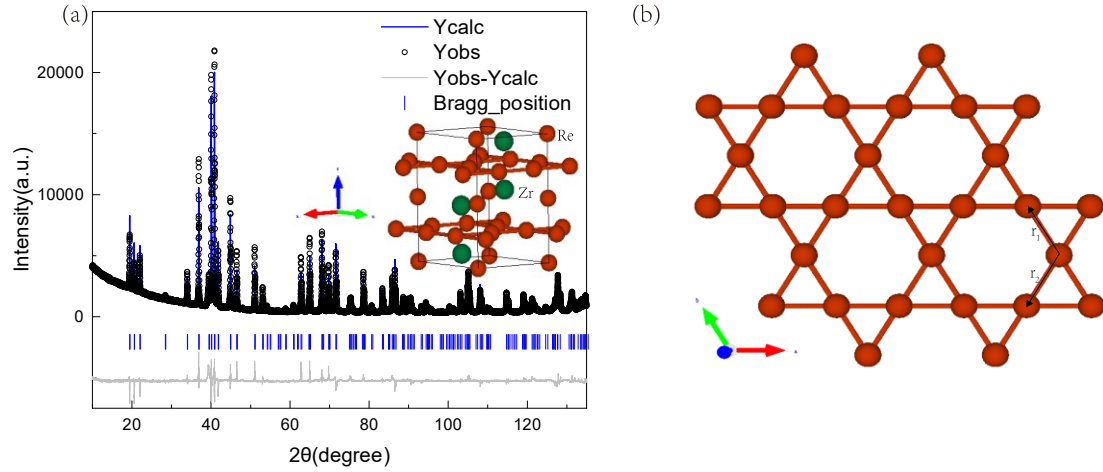 (a)
Ycalc
Yobs
Yobs-Ycalc
Bragg_position
Re
Zr
Intensity(a.u.)
20000
10000
0
20
40
60
80
100
120
2θ(degree)
(b)
r1
r2